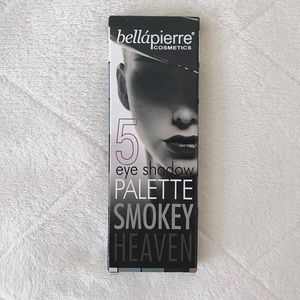 bellápierre®
COSMETICS
5
eye shadow
PALETTE
SMOKEY
HEAVEN